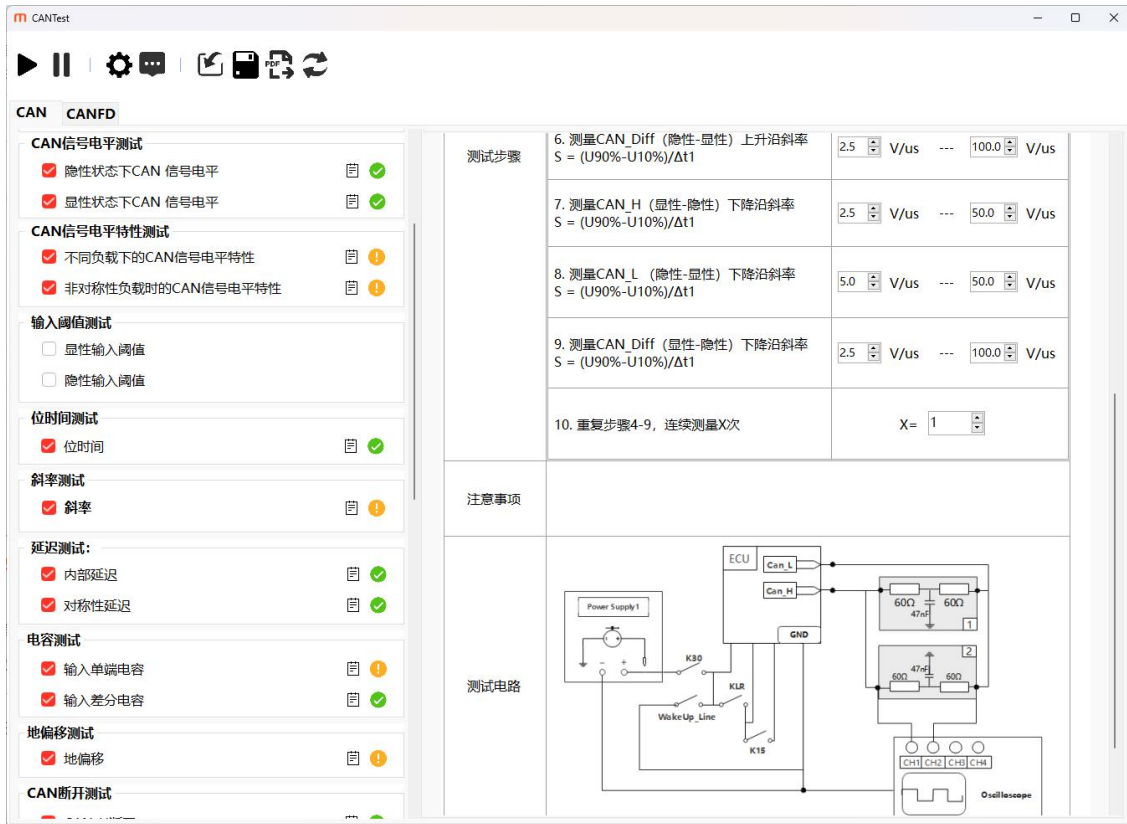 CANTest
PDF
CAN
CANFD
CAN信号电平测试
隐性状态下CAN 信号电平
显性状态下CAN 信号电平
CAN信号电平特性测试
不同负载下的CAN信号电平特性
非对称性负载时的CAN信号电平特性
输入阈值测试
显性输入阈值
隐性输入阈值
位时间测试
位时间
斜率测试
斜率
延迟测试：
内部延迟
对称性延迟
电容测试
输入单端电容
输入差分电容
地偏移测试
地偏移
CAN断开测试
测试步骤
6. 测量CAN_Diff（隐性-显性）上升沿斜率
S = (U90%-U10%)/Δt1
2.5 V/us --- 100.0 V/us
7. 测量CAN_H（显性-隐性）下降沿斜率
S = (U90%-U10%)/Δt1
2.5 V/us --- 50.0 V/us
8. 测量CAN_L （隐性-显性）下降沿斜率
S = (U90%-U10%)/Δt1
5.0 V/us --- 50.0 V/us
9. 测量CAN_Diff（显性-隐性）下降沿斜率
S = (U90%-U10%)/Δt1
2.5 V/us --- 100.0 V/us
10. 重复步骤4-9，连续测量X次
X= 1
注意事项
测试电路
ECU
Can_L
Can_H
GND
Power Supply1
- +
K30
KLR
WakeUp_Line
K15
60Ω 60Ω
47nF
1
2
47nF
60Ω 60Ω
CH1 CH2 CH3 CH4
Oscilloscope